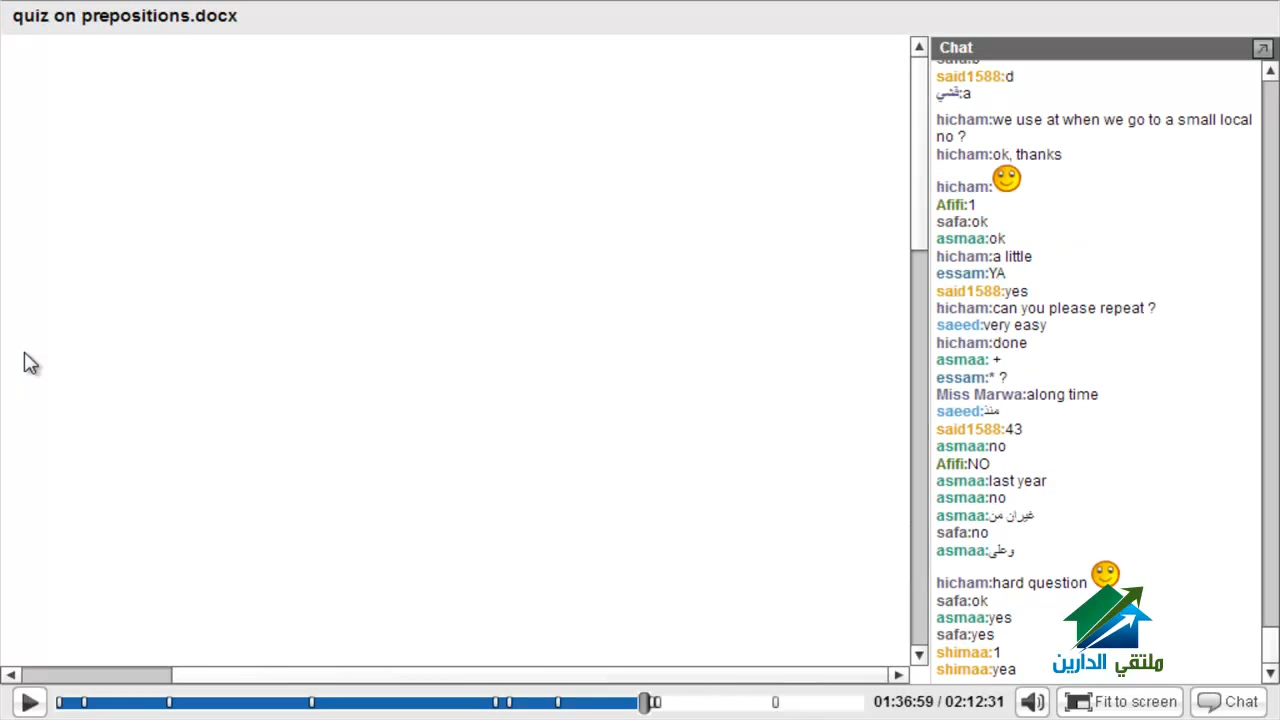 quiz on prepositions.docx
Chat
said1588:d
قثي:a
hicham:we use at when we go to a small local
no ?
hicham:ok, thanks
hicham:
Afifi:1
safa:ok
asmaa:ok
hicham:a little
essam:YA
said1588:yes
hicham:can you please repeat ?
saeed:very easy
hicham:done
asmaa: +
essam:* ?
Miss Marwa:along time
saeed:منذ
said1588:43
asmaa:no
Afifi:NO
asmaa:last year
asmaa:no
asmaa:غيران من
safa:no
asmaa:وعلى
hicham:hard question
safa:ok
asmaa:yes
safa:yes
shimaa:1
shimaa:yea
ملتقي الدارين
01:36:59 / 02:12:31
Fit to screen
Chat